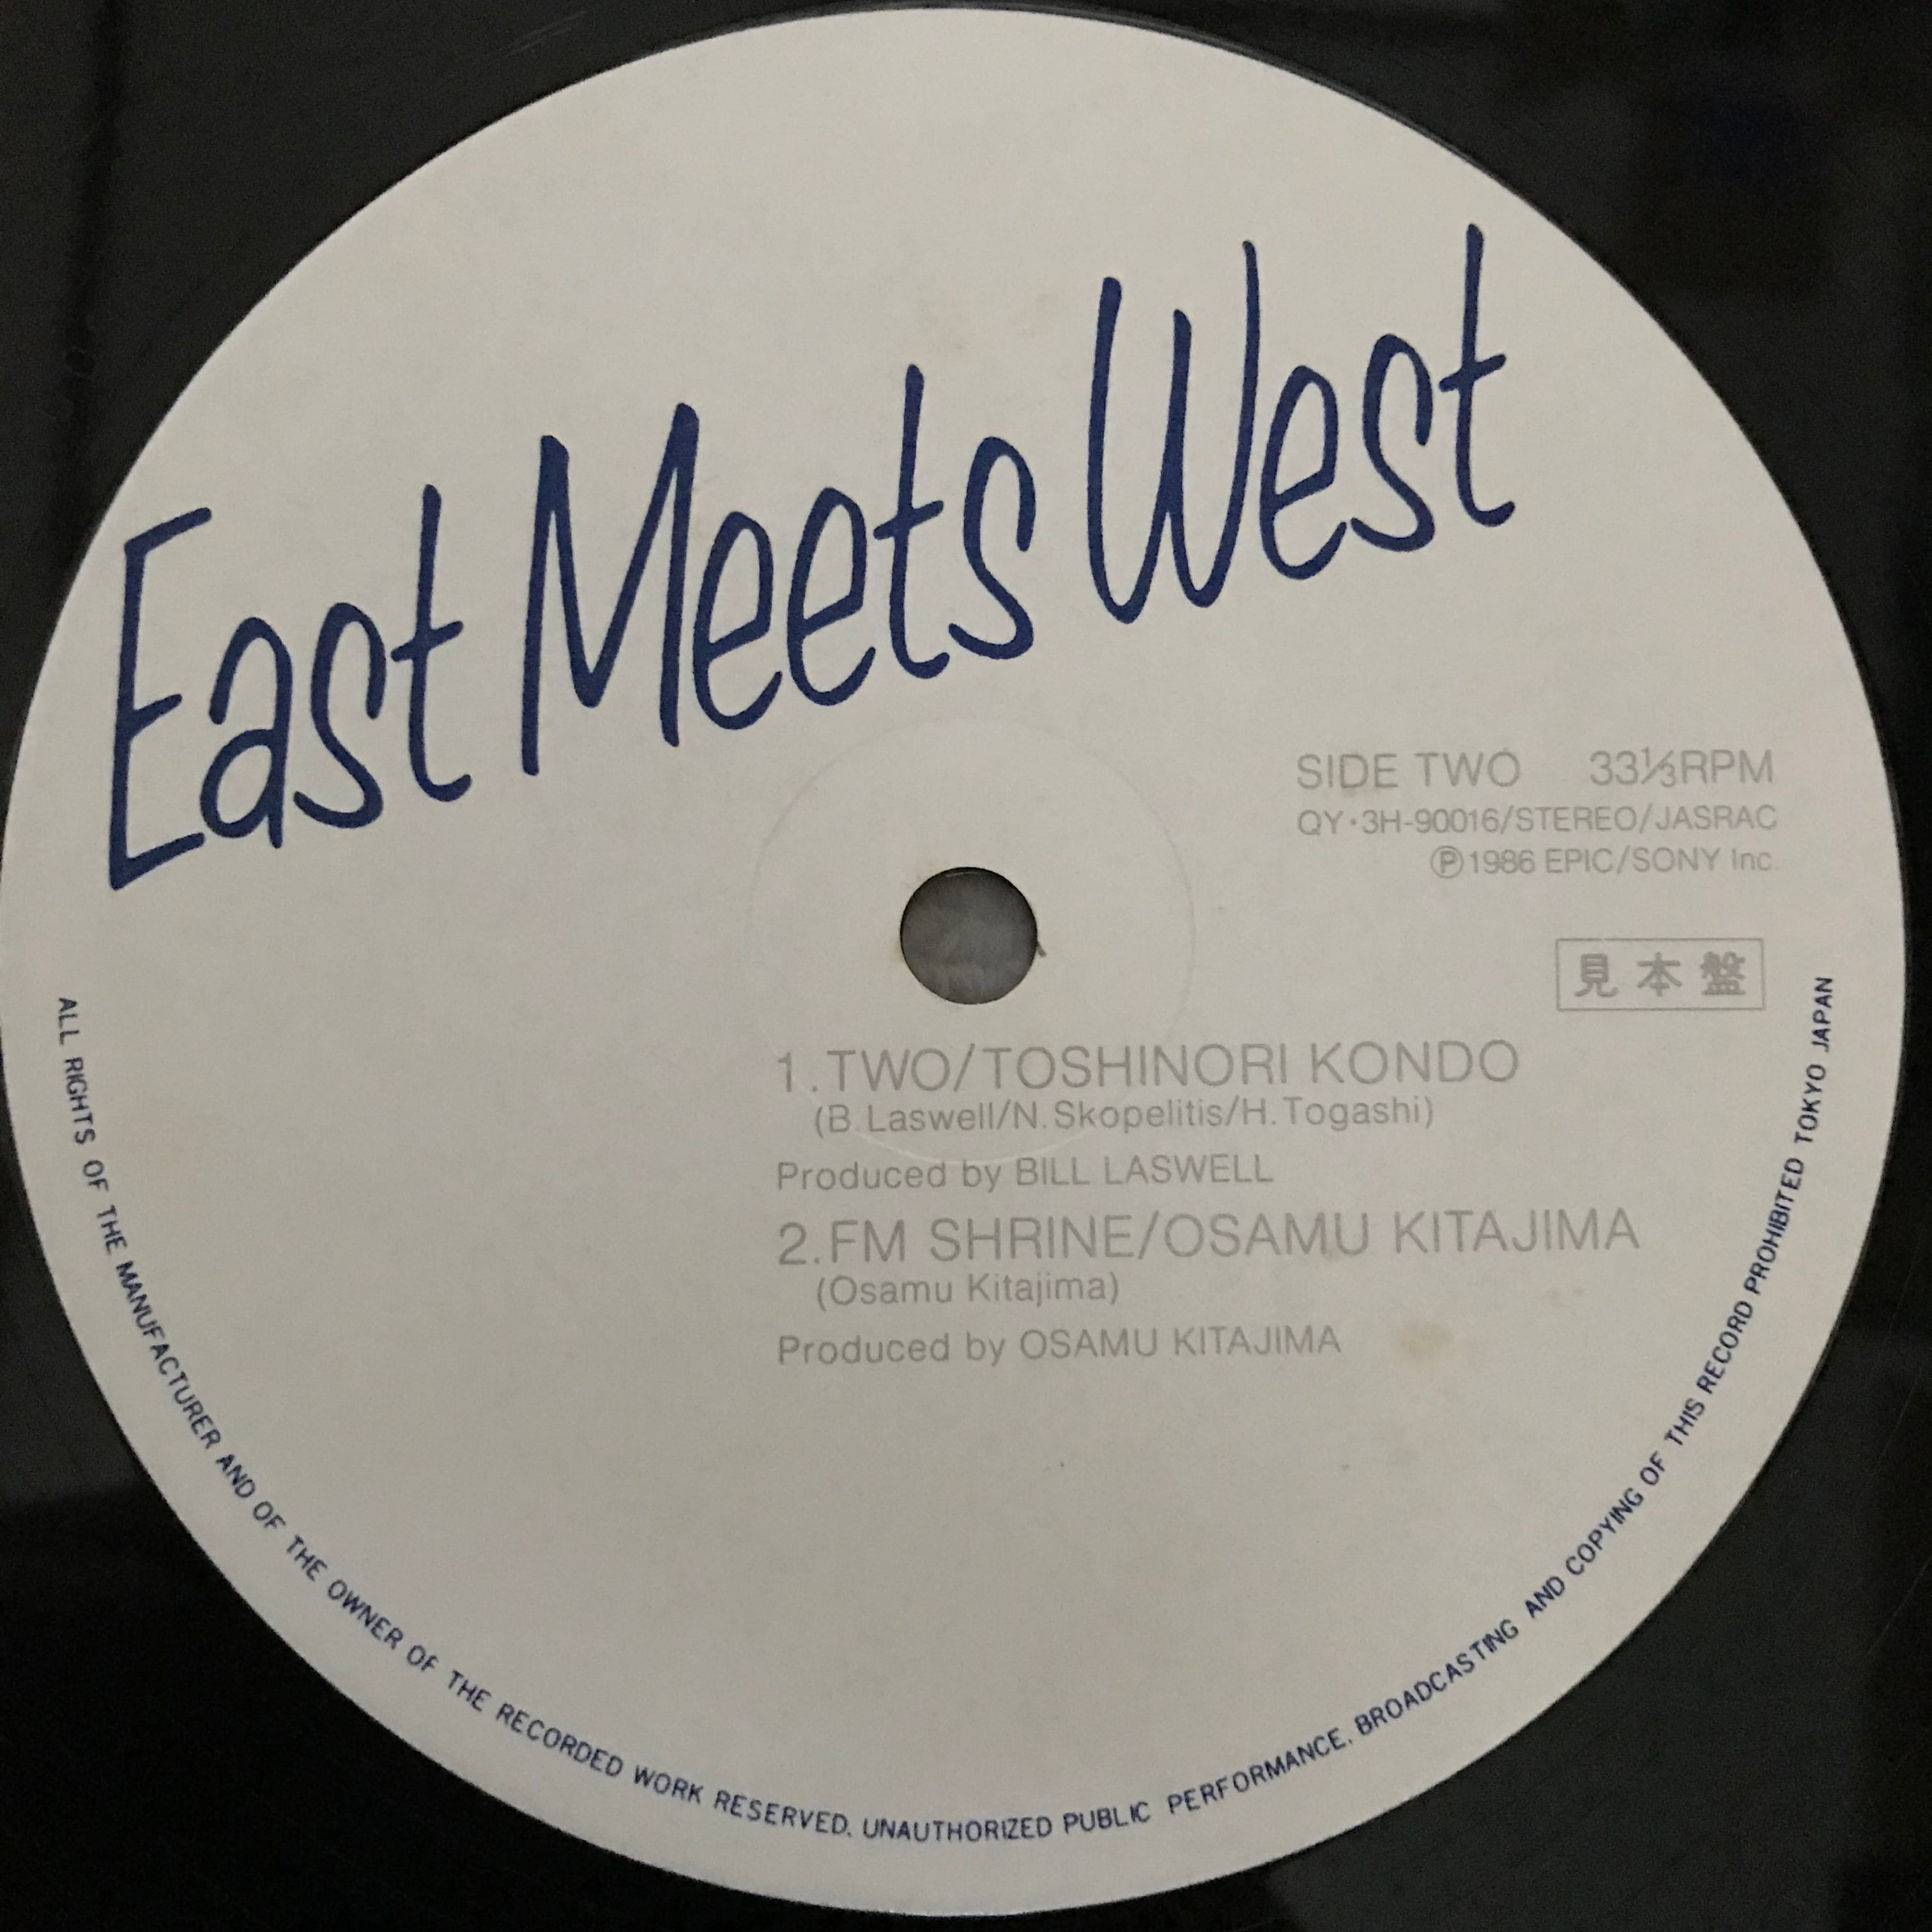 East Meets West
SIDE TWO 33⅓RPM
QY・3H-90016/STEREO/JASRAC
Ⓟ1986 EPIC/SONY Inc.
見本盤
1.TWO/TOSHINORI KONDO
(B.Laswell/N.Skopelitis/H.Togashi)
Produced by BILL LASWELL
2.FM SHRINE/OSAMU KITAJIMA
(Osamu Kitajima)
Produced by OSAMU KITAJIMA
ALL RIGHTS OF THE MANUFACTURER AND OF THE OWNER OF THE RECORDED WORK RESERVED. UNAUTHORIZED PUBLIC PERFORMANCE. BROADCASTING AND COPYING OF THIS RECORD PROHIBITED TOKYO JAPAN